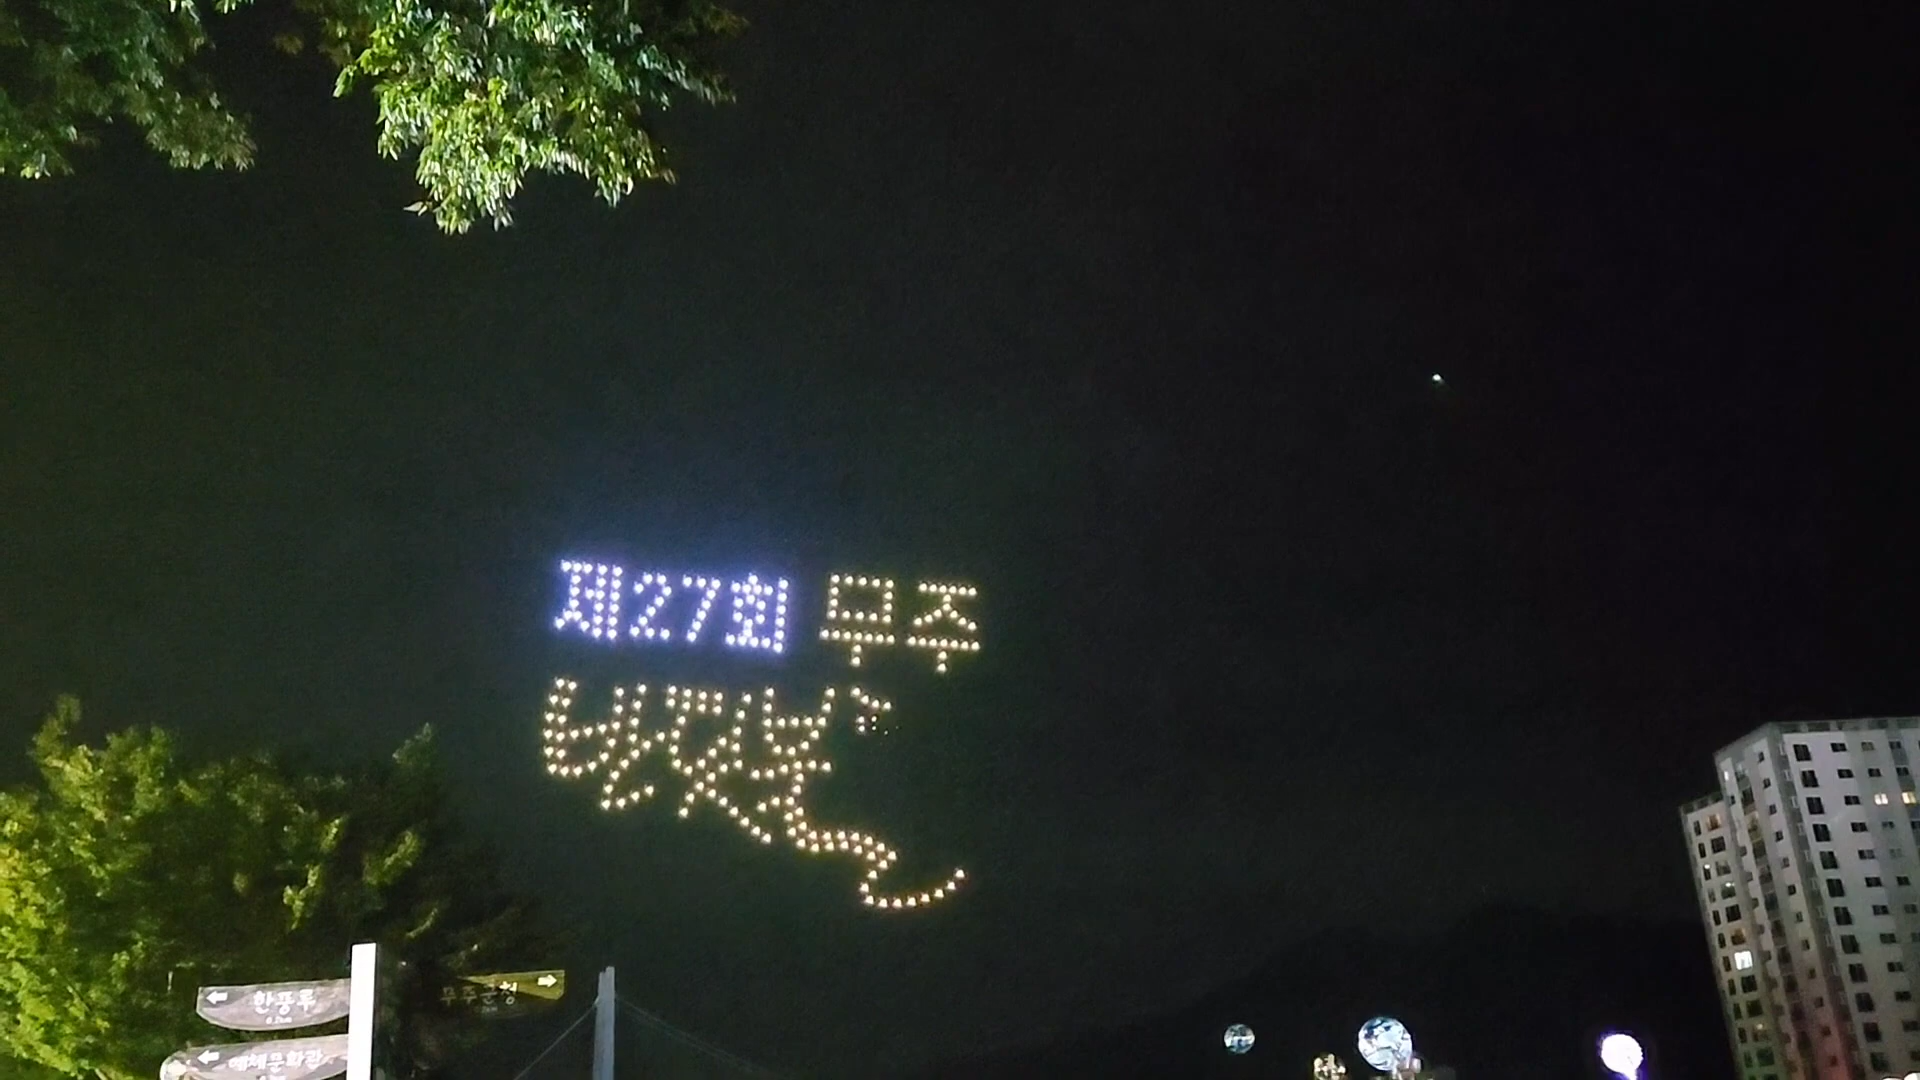 제27회 무주
반딧불
한풍루
무주군청
예체문화관